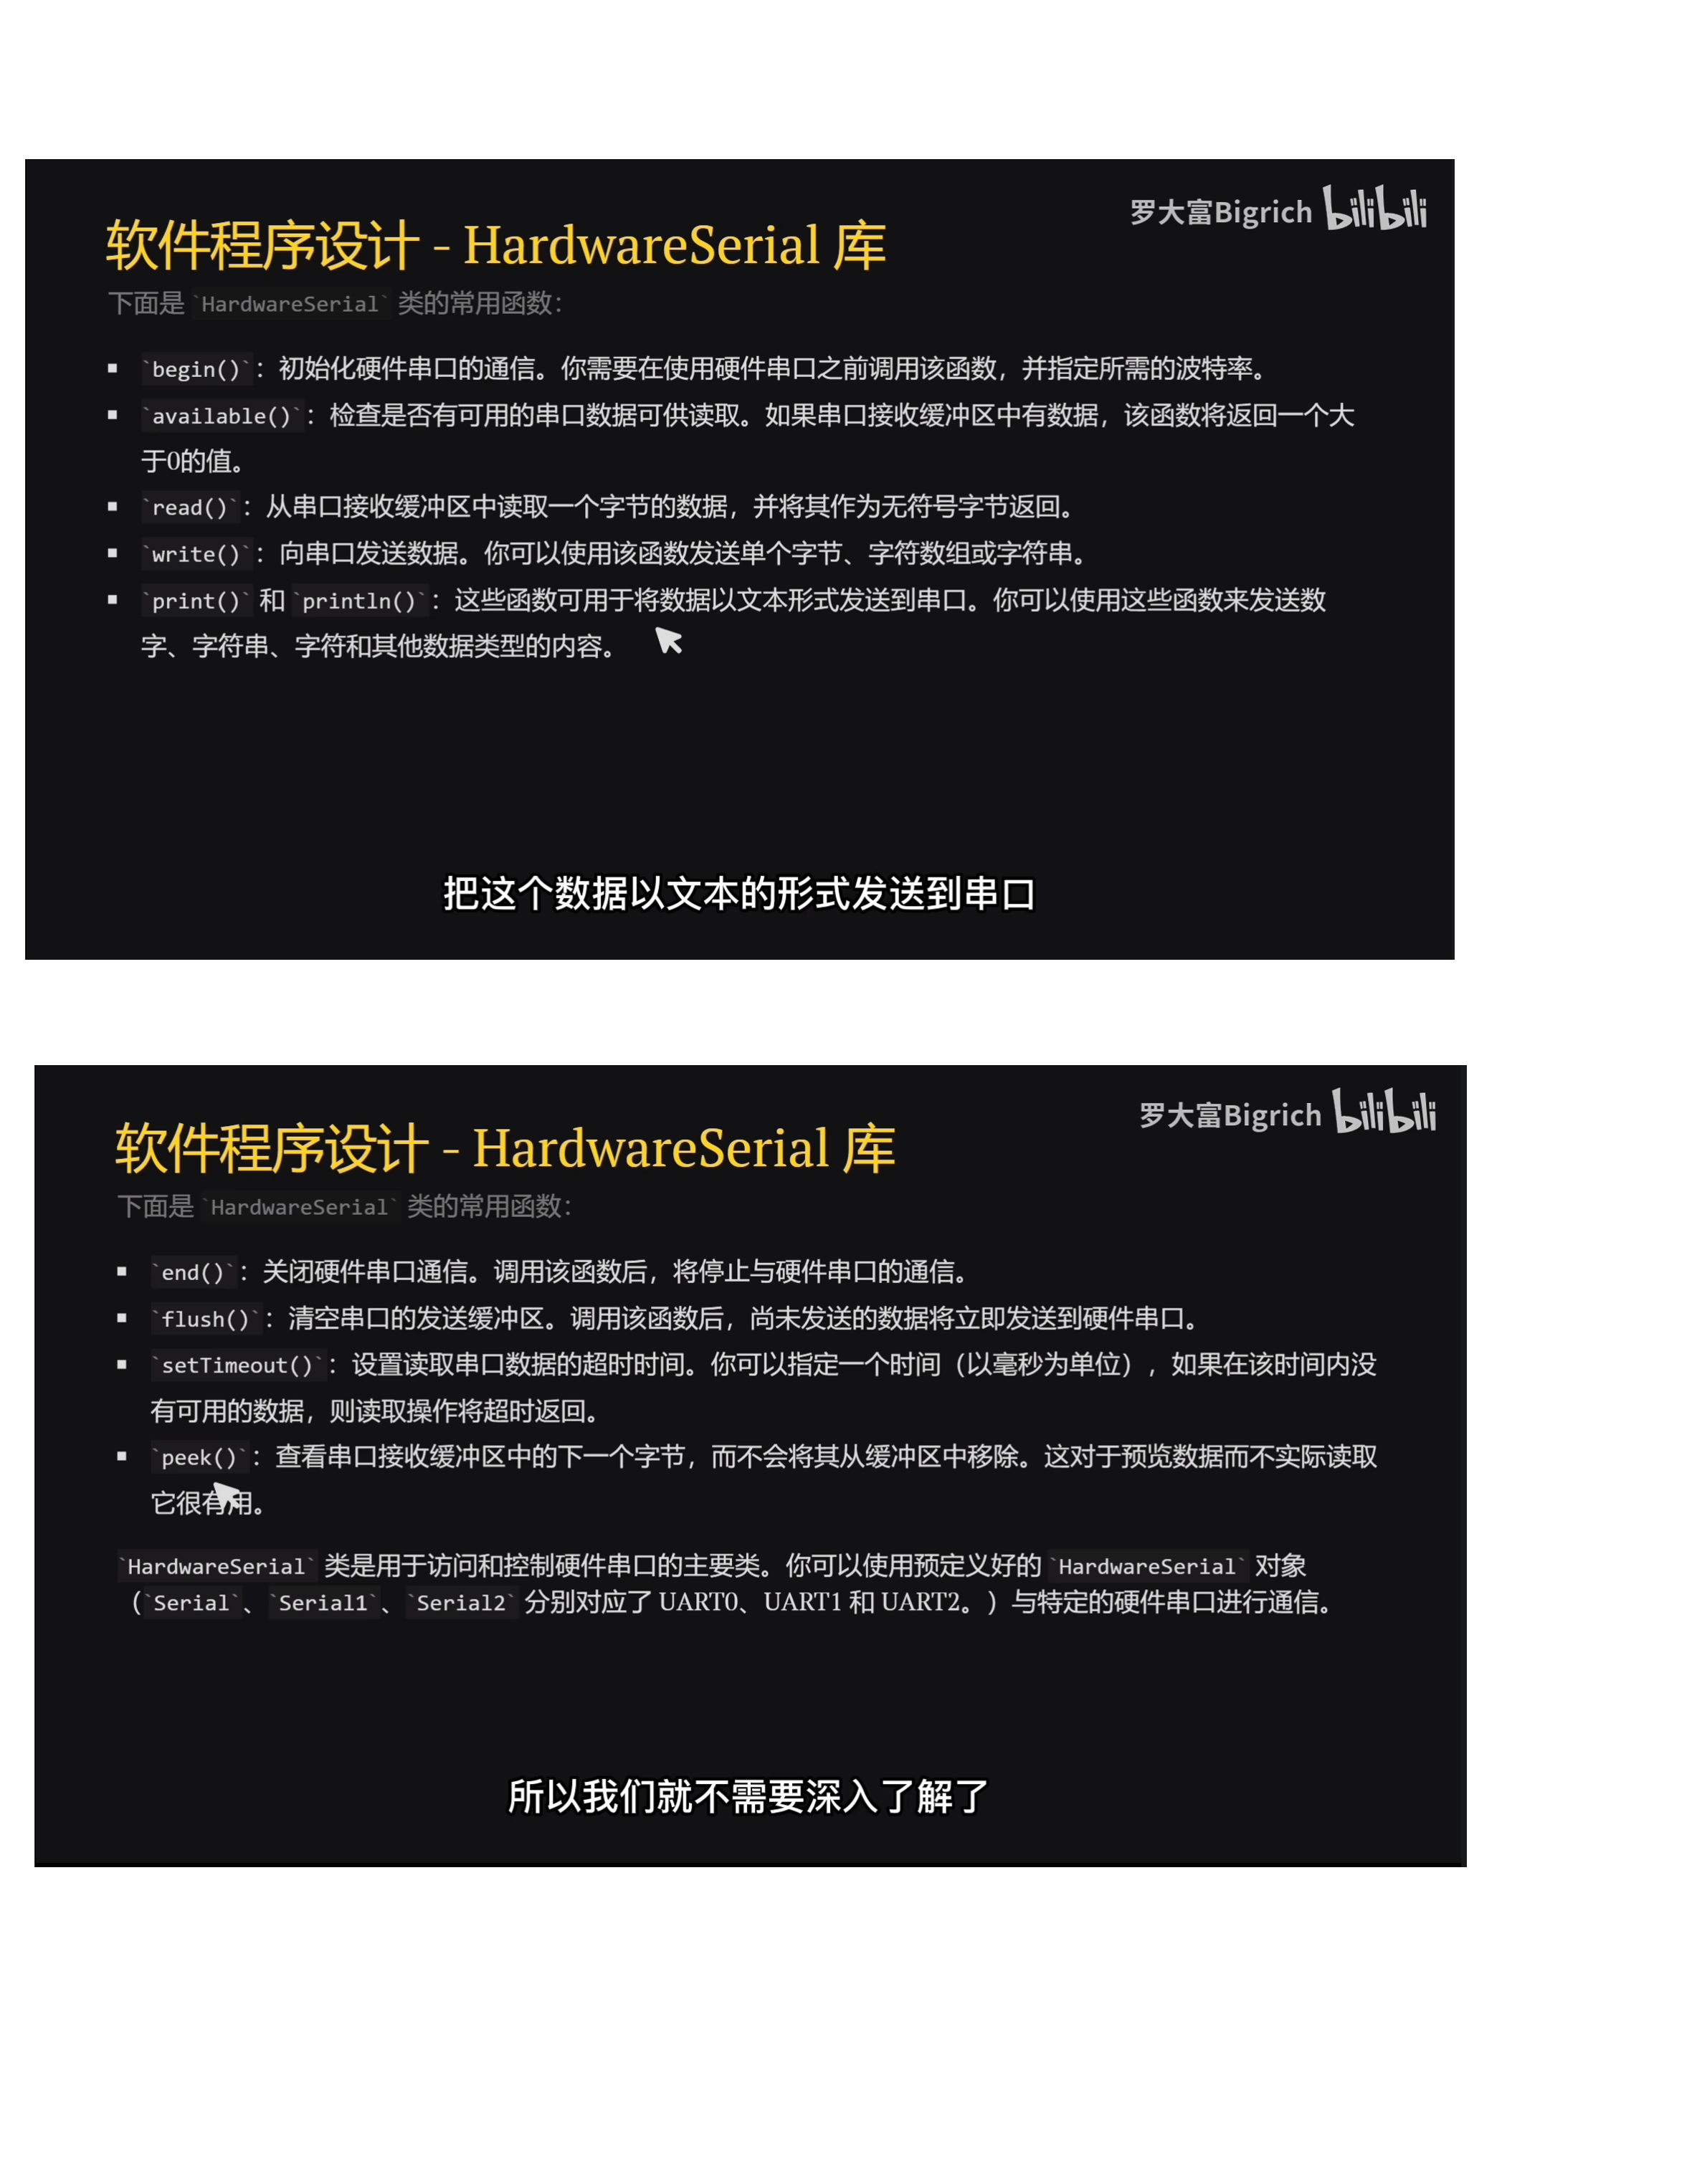 罗大富Bigrich bilibili
软件程序设计 - HardwareSerial 库
下面是 `HardwareSerial` 类的常用函数：
▪ `begin()`：初始化硬件串口的通信。你需要在使用硬件串口之前调用该函数，并指定所需的波特率。
▪ `available()`：检查是否有可用的串口数据可供读取。如果串口接收缓冲区中有数据，该函数将返回一个大
于0的值。
▪ `read()`：从串口接收缓冲区中读取一个字节的数据，并将其作为无符号字节返回。
▪ `write()`：向串口发送数据。你可以使用该函数发送单个字节、字符数组或字符串。
▪ `print()` 和 `println()`：这些函数可用于将数据以文本形式发送到串口。你可以使用这些函数来发送数
字、字符串、字符和其他数据类型的内容。
把这个数据以文本的形式发送到串口
罗大富Bigrich bilibili
软件程序设计 - HardwareSerial 库
下面是 `HardwareSerial` 类的常用函数：
▪ `end()`：关闭硬件串口通信。调用该函数后，将停止与硬件串口的通信。
▪ `flush()`：清空串口的发送缓冲区。调用该函数后，尚未发送的数据将立即发送到硬件串口。
▪ `setTimeout()`：设置读取串口数据的超时时间。你可以指定一个时间（以毫秒为单位），如果在该时间内没
有可用的数据，则读取操作将超时返回。
▪ `peek()`：查看串口接收缓冲区中的下一个字节，而不会将其从缓冲区中移除。这对于预览数据而不实际读取
它很有用。
`HardwareSerial` 类是用于访问和控制硬件串口的主要类。你可以使用预定义好的 `HardwareSerial` 对象
（`Serial`、`Serial1`、`Serial2` 分别对应了 UART0、UART1 和 UART2。）与特定的硬件串口进行通信。
所以我们就不需要深入了解了